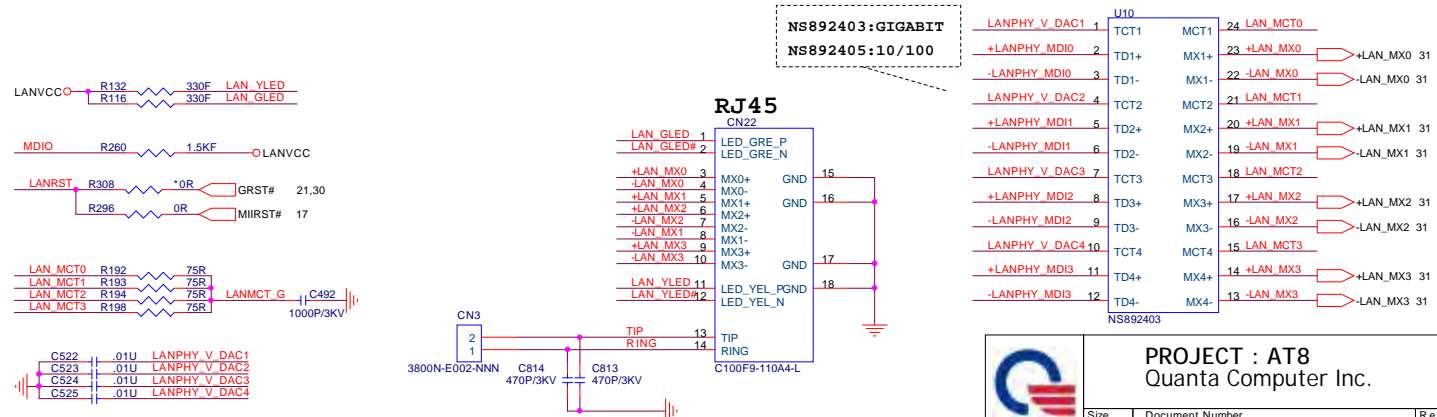 NS892403:GIGABIT
NS892405:10/100
LANVCC
R132 330F LAN_YLED
R116 330F LAN_GLED
MDIO R260 1.5KF LANVCC
LANRST R308 *0R GRST# 21,30
R296 0R MIIRST# 17
LAN_MCT0 R192 75R
LAN_MCT1 R193 75R
LAN_MCT2 R194 75R
LAN_MCT3 R198 75R
LANMCT_G C492
1000P/3KV
C522 .01U LANPHY_V_DAC1
C523 .01U LANPHY_V_DAC2
C524 .01U LANPHY_V_DAC3
C525 .01U LANPHY_V_DAC4
RJ45
CN22
LAN_GLED 1 LED_GRE_P
LAN_GLED# 2 LED_GRE_N
+LAN_MX0 3 MX0+ GND 15
-LAN_MX0 4 MX0-
+LAN_MX1 5 MX1+ GND 16
+LAN_MX2 6 MX2+
-LAN_MX2 7 MX2-
-LAN_MX1 8 MX1-
+LAN_MX3 9 MX3+
-LAN_MX3 10 MX3- GND 17
LAN_YLED 11 LED_YEL_P GND 18
LAN_YLED# 12 LED_YEL_N
TIP 13 TIP
RING 14 RING
C100F9-110A4-L
CN3
2
1
3800N-E002-NNN
C814
470P/3KV
C813
470P/3KV
U10
LANPHY_V_DAC1 1 TCT1 MCT1 24 LAN_MCT0
+LANPHY_MDI0 2 TD1+ MX1+ 23 +LAN_MX0 +LAN_MX0 31
-LANPHY_MDI0 3 TD1- MX1- 22 -LAN_MX0 -LAN_MX0 31
LANPHY_V_DAC2 4 TCT2 MCT2 21 LAN_MCT1
+LANPHY_MDI1 5 TD2+ MX2+ 20 +LAN_MX1 +LAN_MX1 31
-LANPHY_MDI1 6 TD2- MX2- 19 -LAN_MX1 -LAN_MX1 31
LANPHY_V_DAC3 7 TCT3 MCT3 18 LAN_MCT2
+LANPHY_MDI2 8 TD3+ MX3+ 17 +LAN_MX2 +LAN_MX2 31
-LANPHY_MDI2 9 TD3- MX3- 16 -LAN_MX2 -LAN_MX2 31
LANPHY_V_DAC4 10 TCT4 MCT4 15 LAN_MCT3
+LANPHY_MDI3 11 TD4+ MX4+ 14 +LAN_MX3 +LAN_MX3 31
-LANPHY_MDI3 12 TD4- MX4- 13 -LAN_MX3 -LAN_MX3 31
NS892403
PROJECT : AT8
Quanta Computer Inc.
Size Document Number